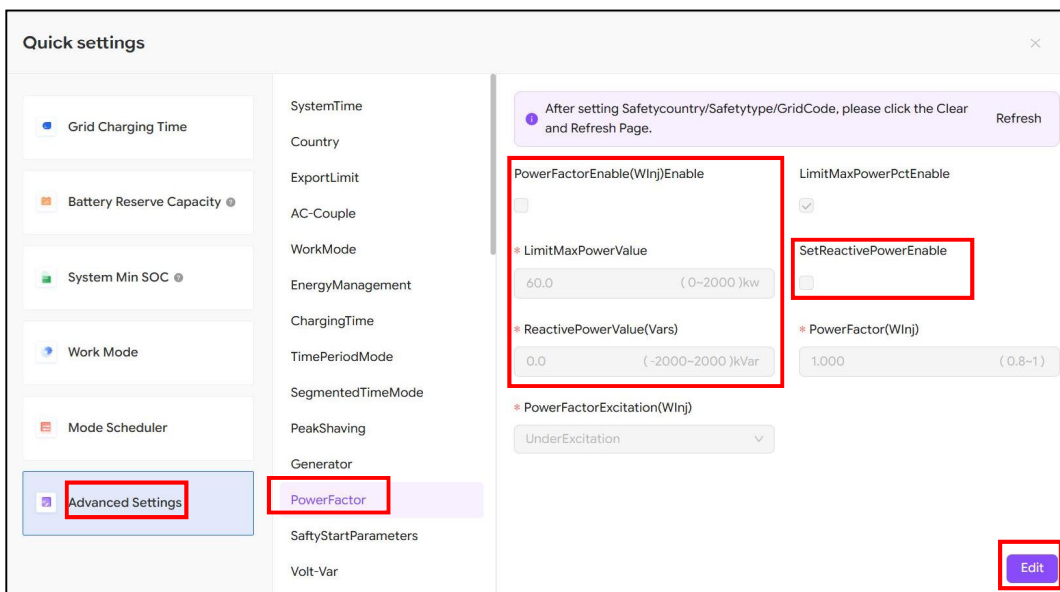 Quick settings
Grid Charging Time
Battery Reserve Capacity
System Min SOC
Work Mode
Mode Scheduler
Advanced Settings
SystemTime
Country
ExportLimit
AC-Couple
WorkMode
EnergyManagement
ChargingTime
TimePeriodMode
SegmentedTimeMode
PeakShaving
Generator
PowerFactor
SaftyStartParameters
Volt-Var
After setting Safetycountry/Safetytype/GridCode, please click the Clear
and Refresh Page.
Refresh
PowerFactorEnable(WInj)Enable
LimitMaxPowerPctEnable
* LimitMaxPowerValue
60.0 ( 0~2000 )kw
SetReactivePowerEnable
* ReactivePowerValue(Vars)
0.0 ( -2000~2000 )kVar
* PowerFactor(WInj)
1.000 ( 0.8~1 )
* PowerFactorExcitation(WInj)
UnderExcitation
Edit